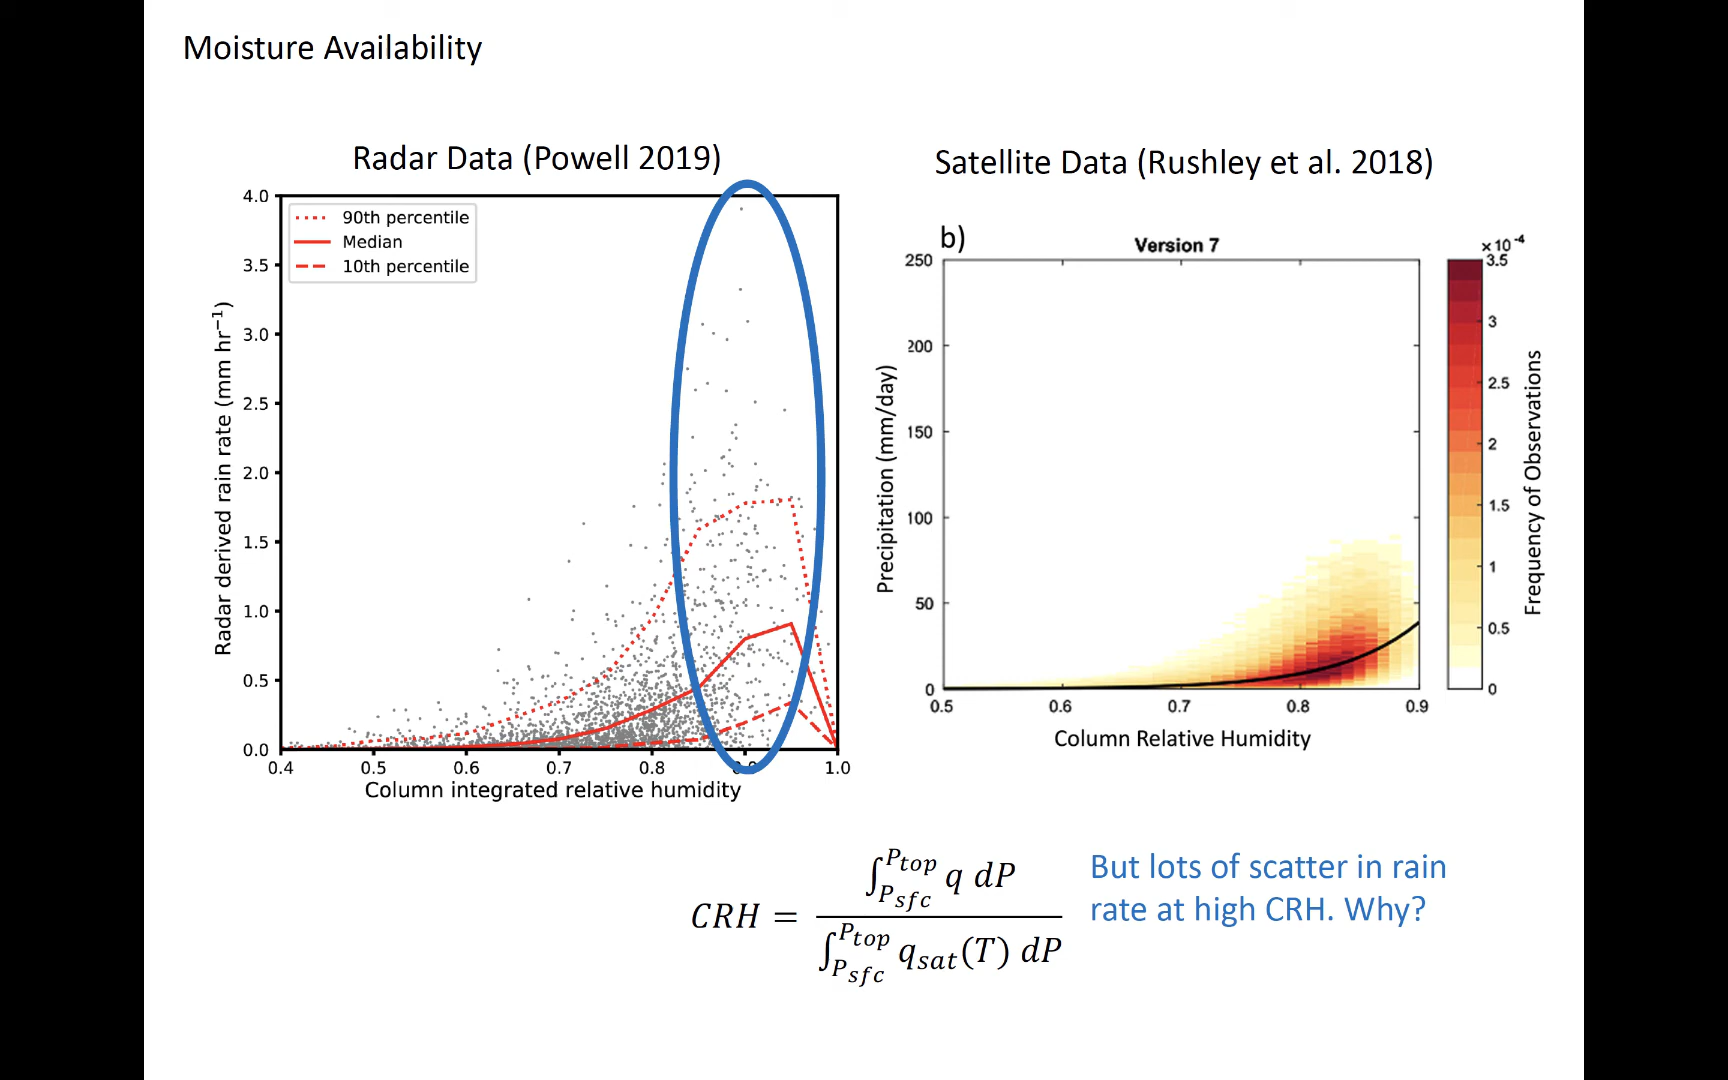 Moisture Availability
Radar Data (Powell 2019)
4.0
3.5
3.0
2.5
2.0
1.5
1.0
0.5
0.0
90th percentile
Median
10th percentile
Radar derived rain rate (mm hr⁻¹)
0.4 0.5 0.6 0.7 0.8 1.0
Column integrated relative humidity
Satellite Data (Rushley et al. 2018)
b)
Version 7
250
200
150
100
50
0
Precipitation (mm/day)
0.5 0.6 0.7 0.8 0.9
Column Relative Humidity
×10⁻⁴
3.5
3
2.5
2
1.5
1
0.5
0
Frequency of Observations
CRH = ∫_{P_sfc}^{P_top} q dP / ∫_{P_sfc}^{P_top} q_sat(T) dP
But lots of scatter in rain
rate at high CRH. Why?